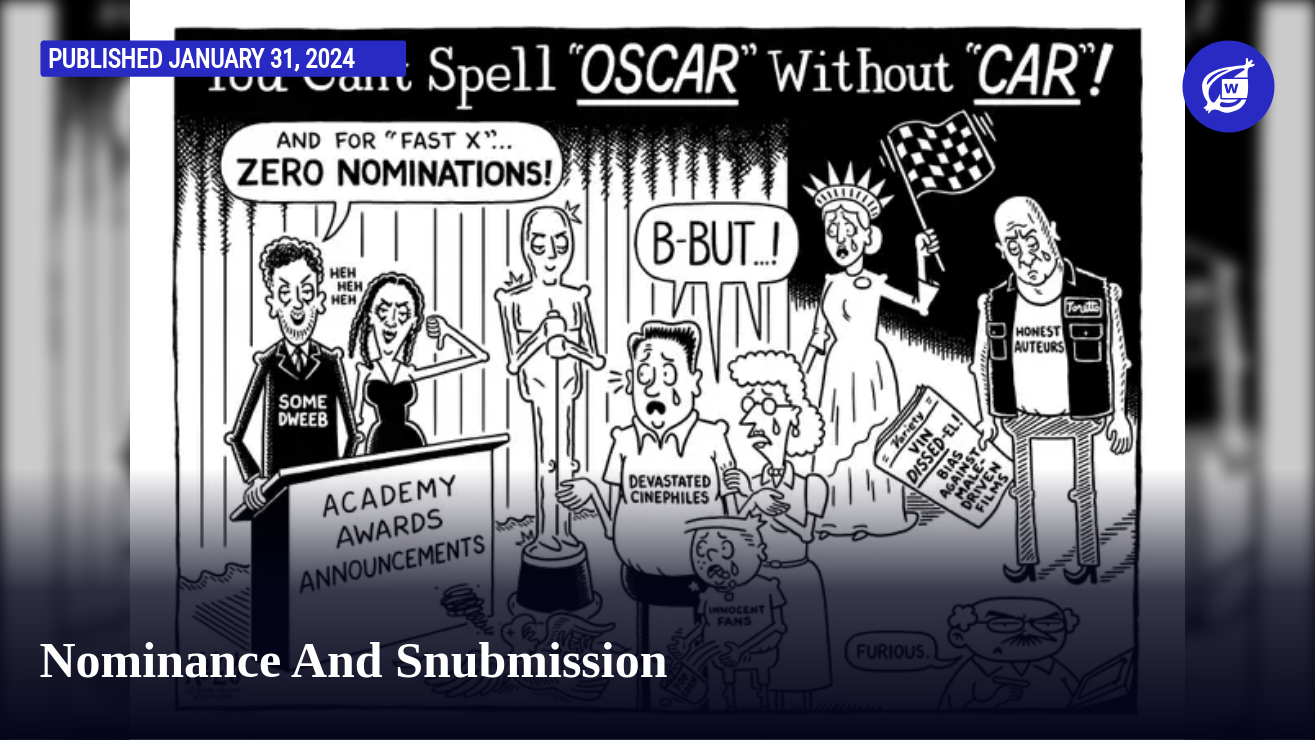 PUBLISHED JANUARY 31, 2024
You Can't Spell "OSCAR" Without "CAR"!
W
AND FOR "FAST X"...
ZERO NOMINATIONS!
HEH
HEH
HEH
B-BUT...!
SOME
DWEEB
Toretto
HONEST
AUTEURS
Variety
VIN
DISSED-EL!
BIAS
AGAINST
MALE-
DRIVEN
FILMS
DEVASTATED
CINEPHILES
ACADEMY
AWARDS
ANNOUNCEMENTS
INNOCENT
FANS
FURIOUS.
Nominance And Snubmission